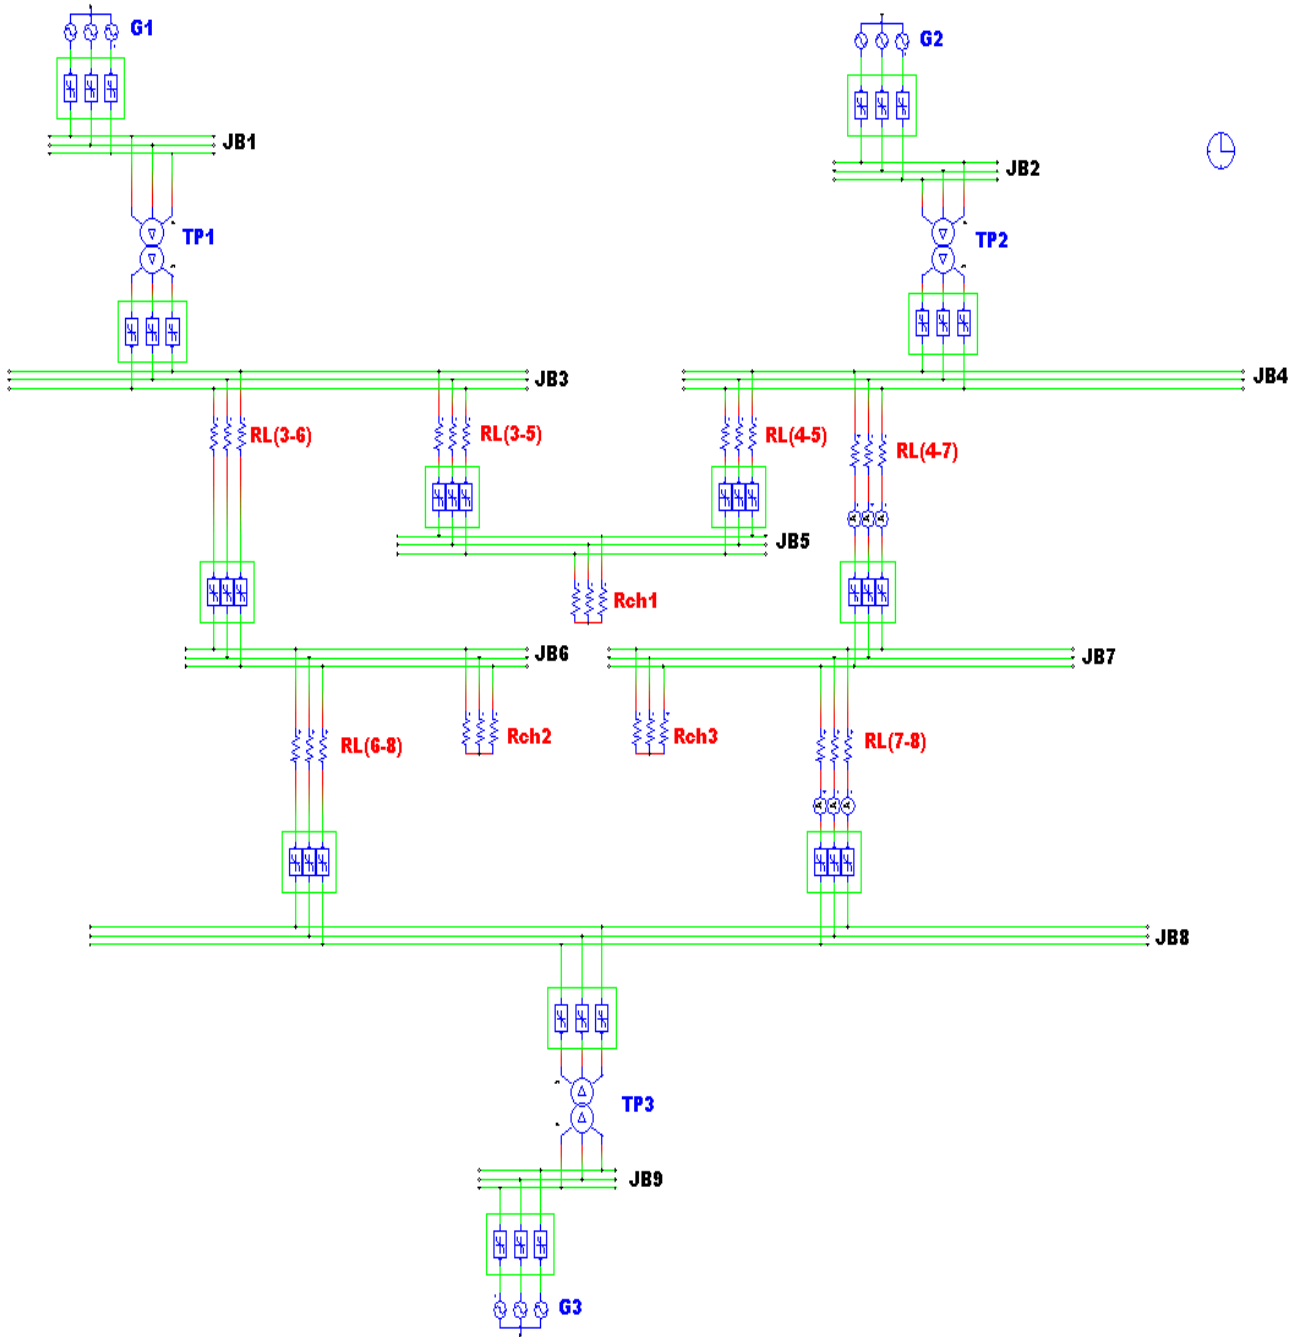 G1
G2
JB1
JB2
TP1
TP2
JB3
JB4
RL(3-6)
RL(3-5)
RL(4-5)
RL(4-7)
JB5
Rch1
JB6
JB7
Rch2
Rch3
RL(6-8)
RL(7-8)
JB8
TP3
JB9
G3